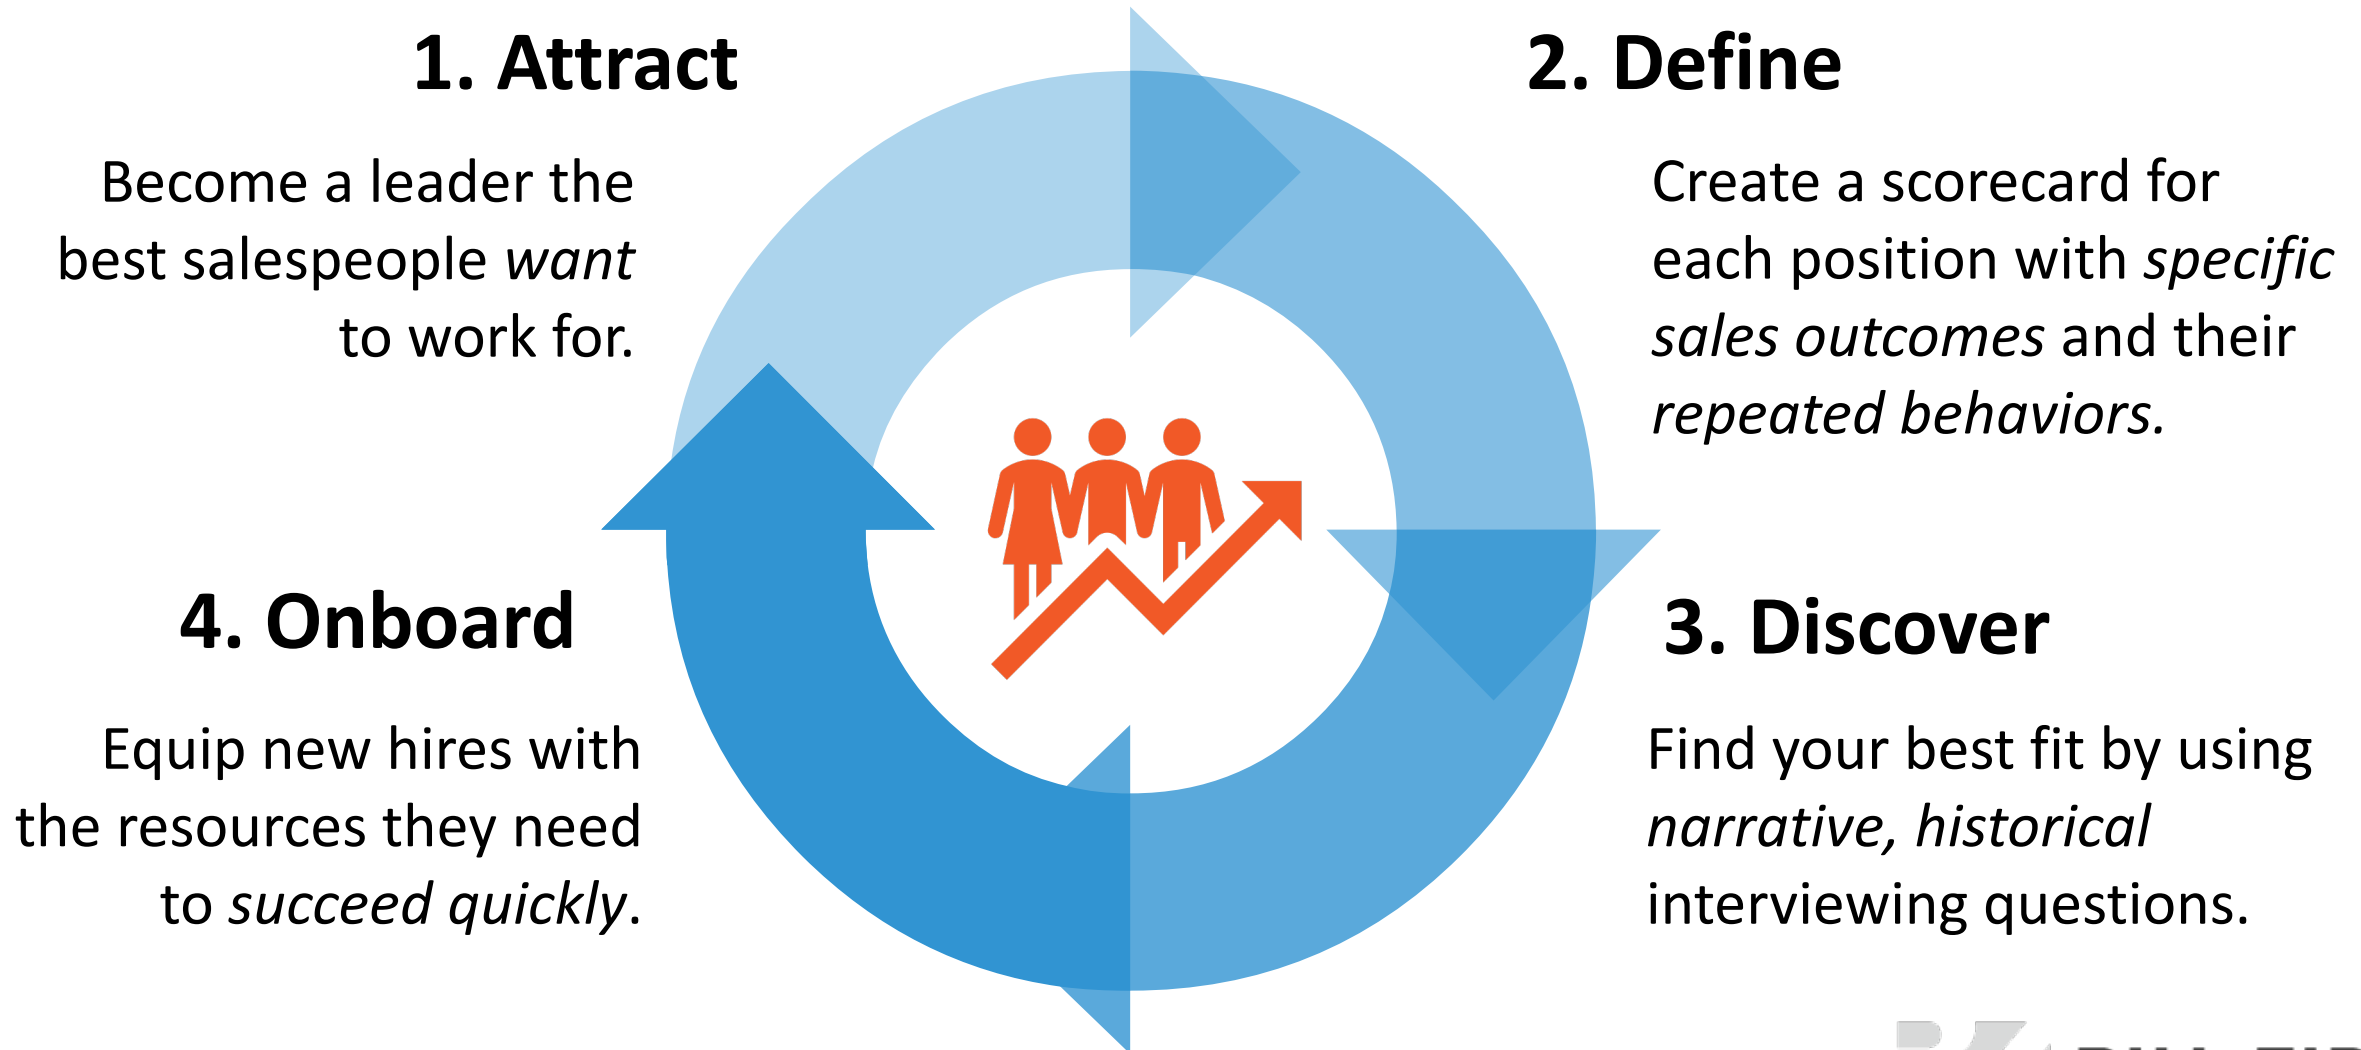 1. Attract
Become a leader the
best salespeople want
to work for.
2. Define
Create a scorecard for
each position with specific
sales outcomes and their
repeated behaviors.
3. Discover
Find your best fit by using
narrative, historical
interviewing questions.
4. Onboard
Equip new hires with
the resources they need
to succeed quickly.